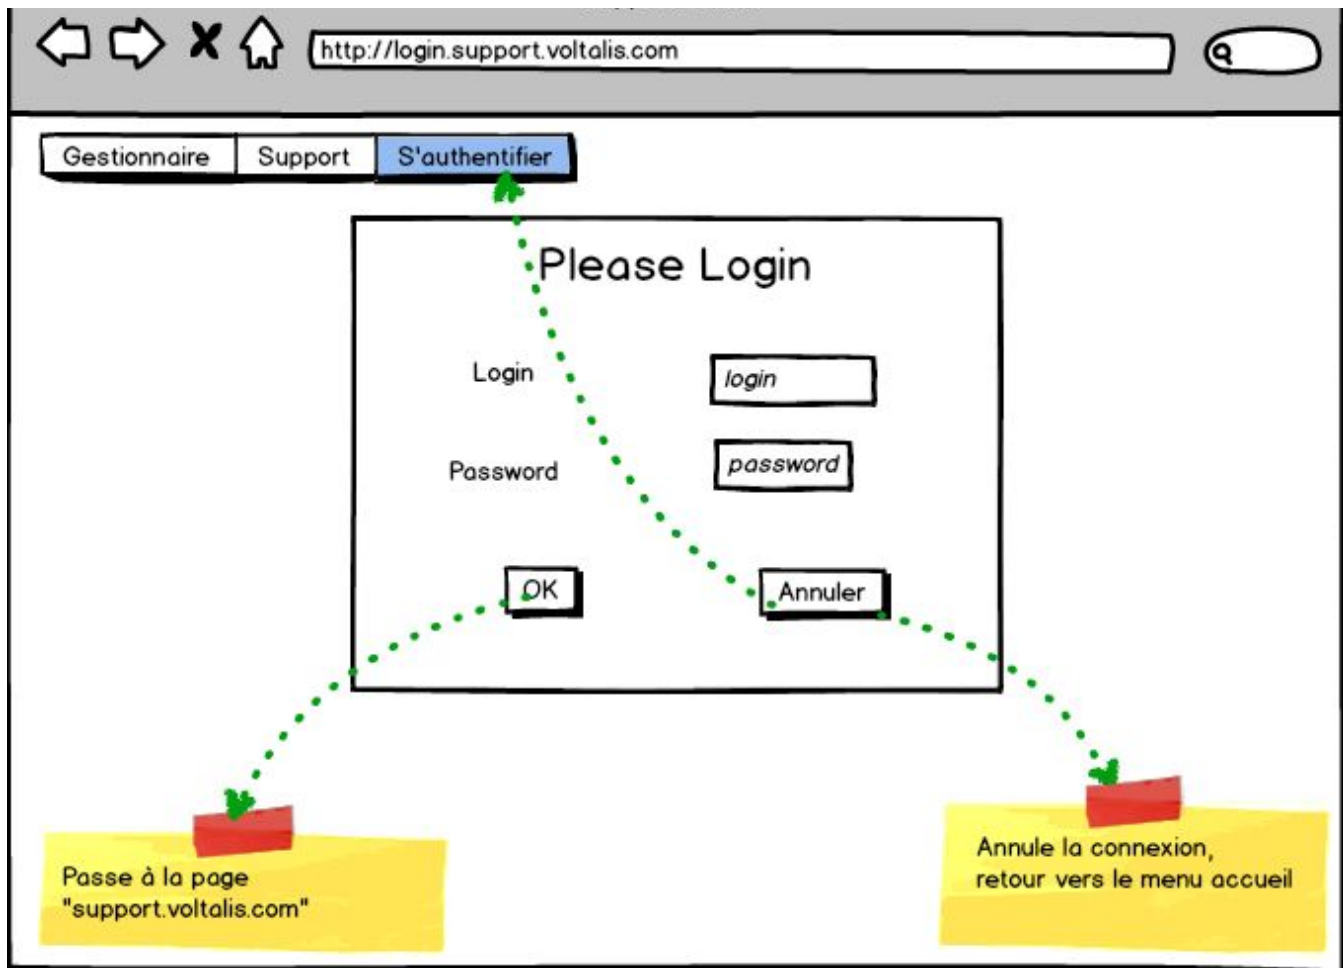 http://login.support.voltalis.com
Gestionnaire Support S'authentifier
Please Login
Login login
Password password
OK Annuler
Passe à la page
"support.voltalis.com"
Annule la connexion,
retour vers le menu accueil